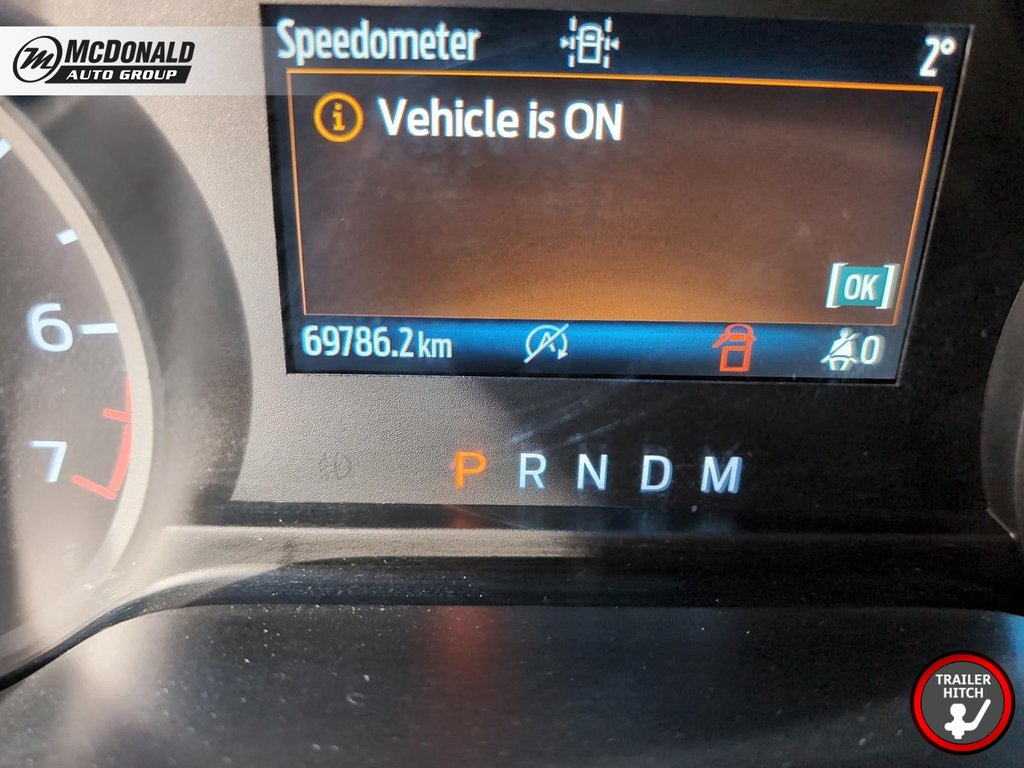 McDONALD
AUTO GROUP
Speedometer
2°
Vehicle is ON
[OK]
69786.2 km
0
6
7
P R N D M
TRAILER
HITCH